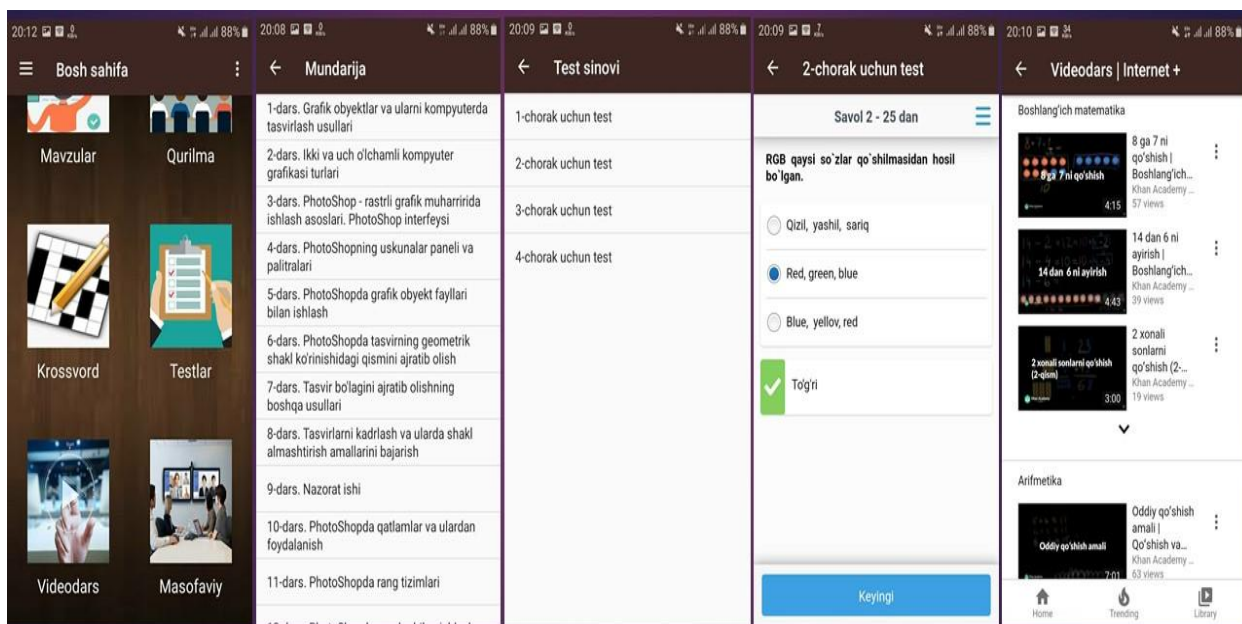 20:12
88%
Bosh sahifa
Mavzular
Qurilma
Krossvord
Testlar
Videodars
Masofaviy
20:08
88%
Mundarija
1-dars. Grafik obyektlar va ularni kompyuterda
tasvirlash usullari
2-dars. Ikki va uch o'lchamli kompyuter
grafikasi turlari
3-dars. PhotoShop - rastrli grafik muharririda
ishlash asoslari. PhotoShop interfeysi
4-dars. PhotoShopning uskunalar paneli va
palitralari
5-dars. PhotoShopda grafik obyekt fayllari
bilan ishlash
6-dars. PhotoShopda tasvirning geometrik
shakl ko'rinishidagi qismini ajratib olish
7-dars. Tasvir bo'lagini ajratib olishning
boshqa usullari
8-dars. Tasvirlarni kadrlash va ularda shakl
almashtirish amallarini bajarish
9-dars. Nazorat ishi
10-dars. PhotoShopda qatlamlar va ulardan
foydalanish
11-dars. PhotoShopda rang tizimlari
20:09
88%
Test sinovi
1-chorak uchun test
2-chorak uchun test
3-chorak uchun test
4-chorak uchun test
20:09
88%
2-chorak uchun test
Savol 2 - 25 dan
RGB qaysi so`zlar qo`shilmasidan hosil
bo`lgan.
Qizil, yashil, sariq
Red, green, blue
Blue, yellov, red
To'g'ri
Keyingi
20:10
88%
Videodars | Internet +
Boshlang'ich matematika
8 ga 7 ni qo'shish
4:15
8 ga 7 ni
qo'shish |
Boshlang'ich...
Khan Academy ...
57 views
14 dan 6 ni ayirish
4:43
14 dan 6 ni
ayirish |
Boshlang'ich...
Khan Academy ...
39 views
2 xonali sonlarni qo'shish
(2-qism)
3:00
2 xonali
sonlarni
qo'shish (2-...
Khan Academy ...
19 views
Arifmetika
Oddiy qo'shish amali
7:01
Oddiy qo'shish
amali |
Qo'shish va...
Khan Academy ...
63 views
Home
Trending
Library